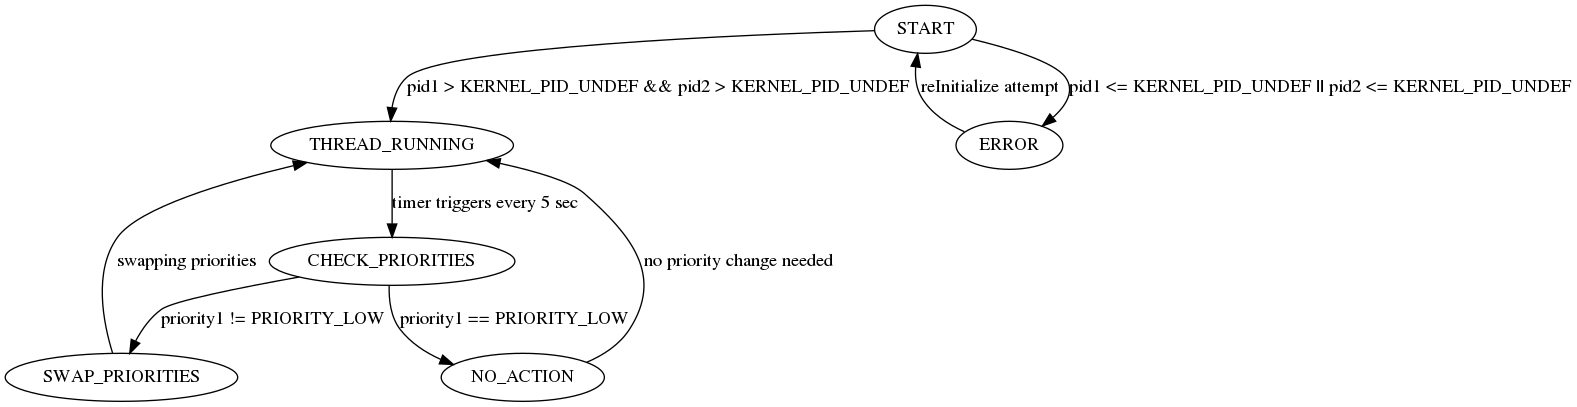 START
pid1 > KERNEL_PID_UNDEF && pid2 > KERNEL_PID_UNDEF
reInitialize attempt
pid1 <= KERNEL_PID_UNDEF || pid2 <= KERNEL_PID_UNDEF
THREAD_RUNNING
ERROR
timer triggers every 5 sec
swapping priorities
CHECK_PRIORITIES
no priority change needed
priority1 != PRIORITY_LOW
priority1 == PRIORITY_LOW
SWAP_PRIORITIES
NO_ACTION